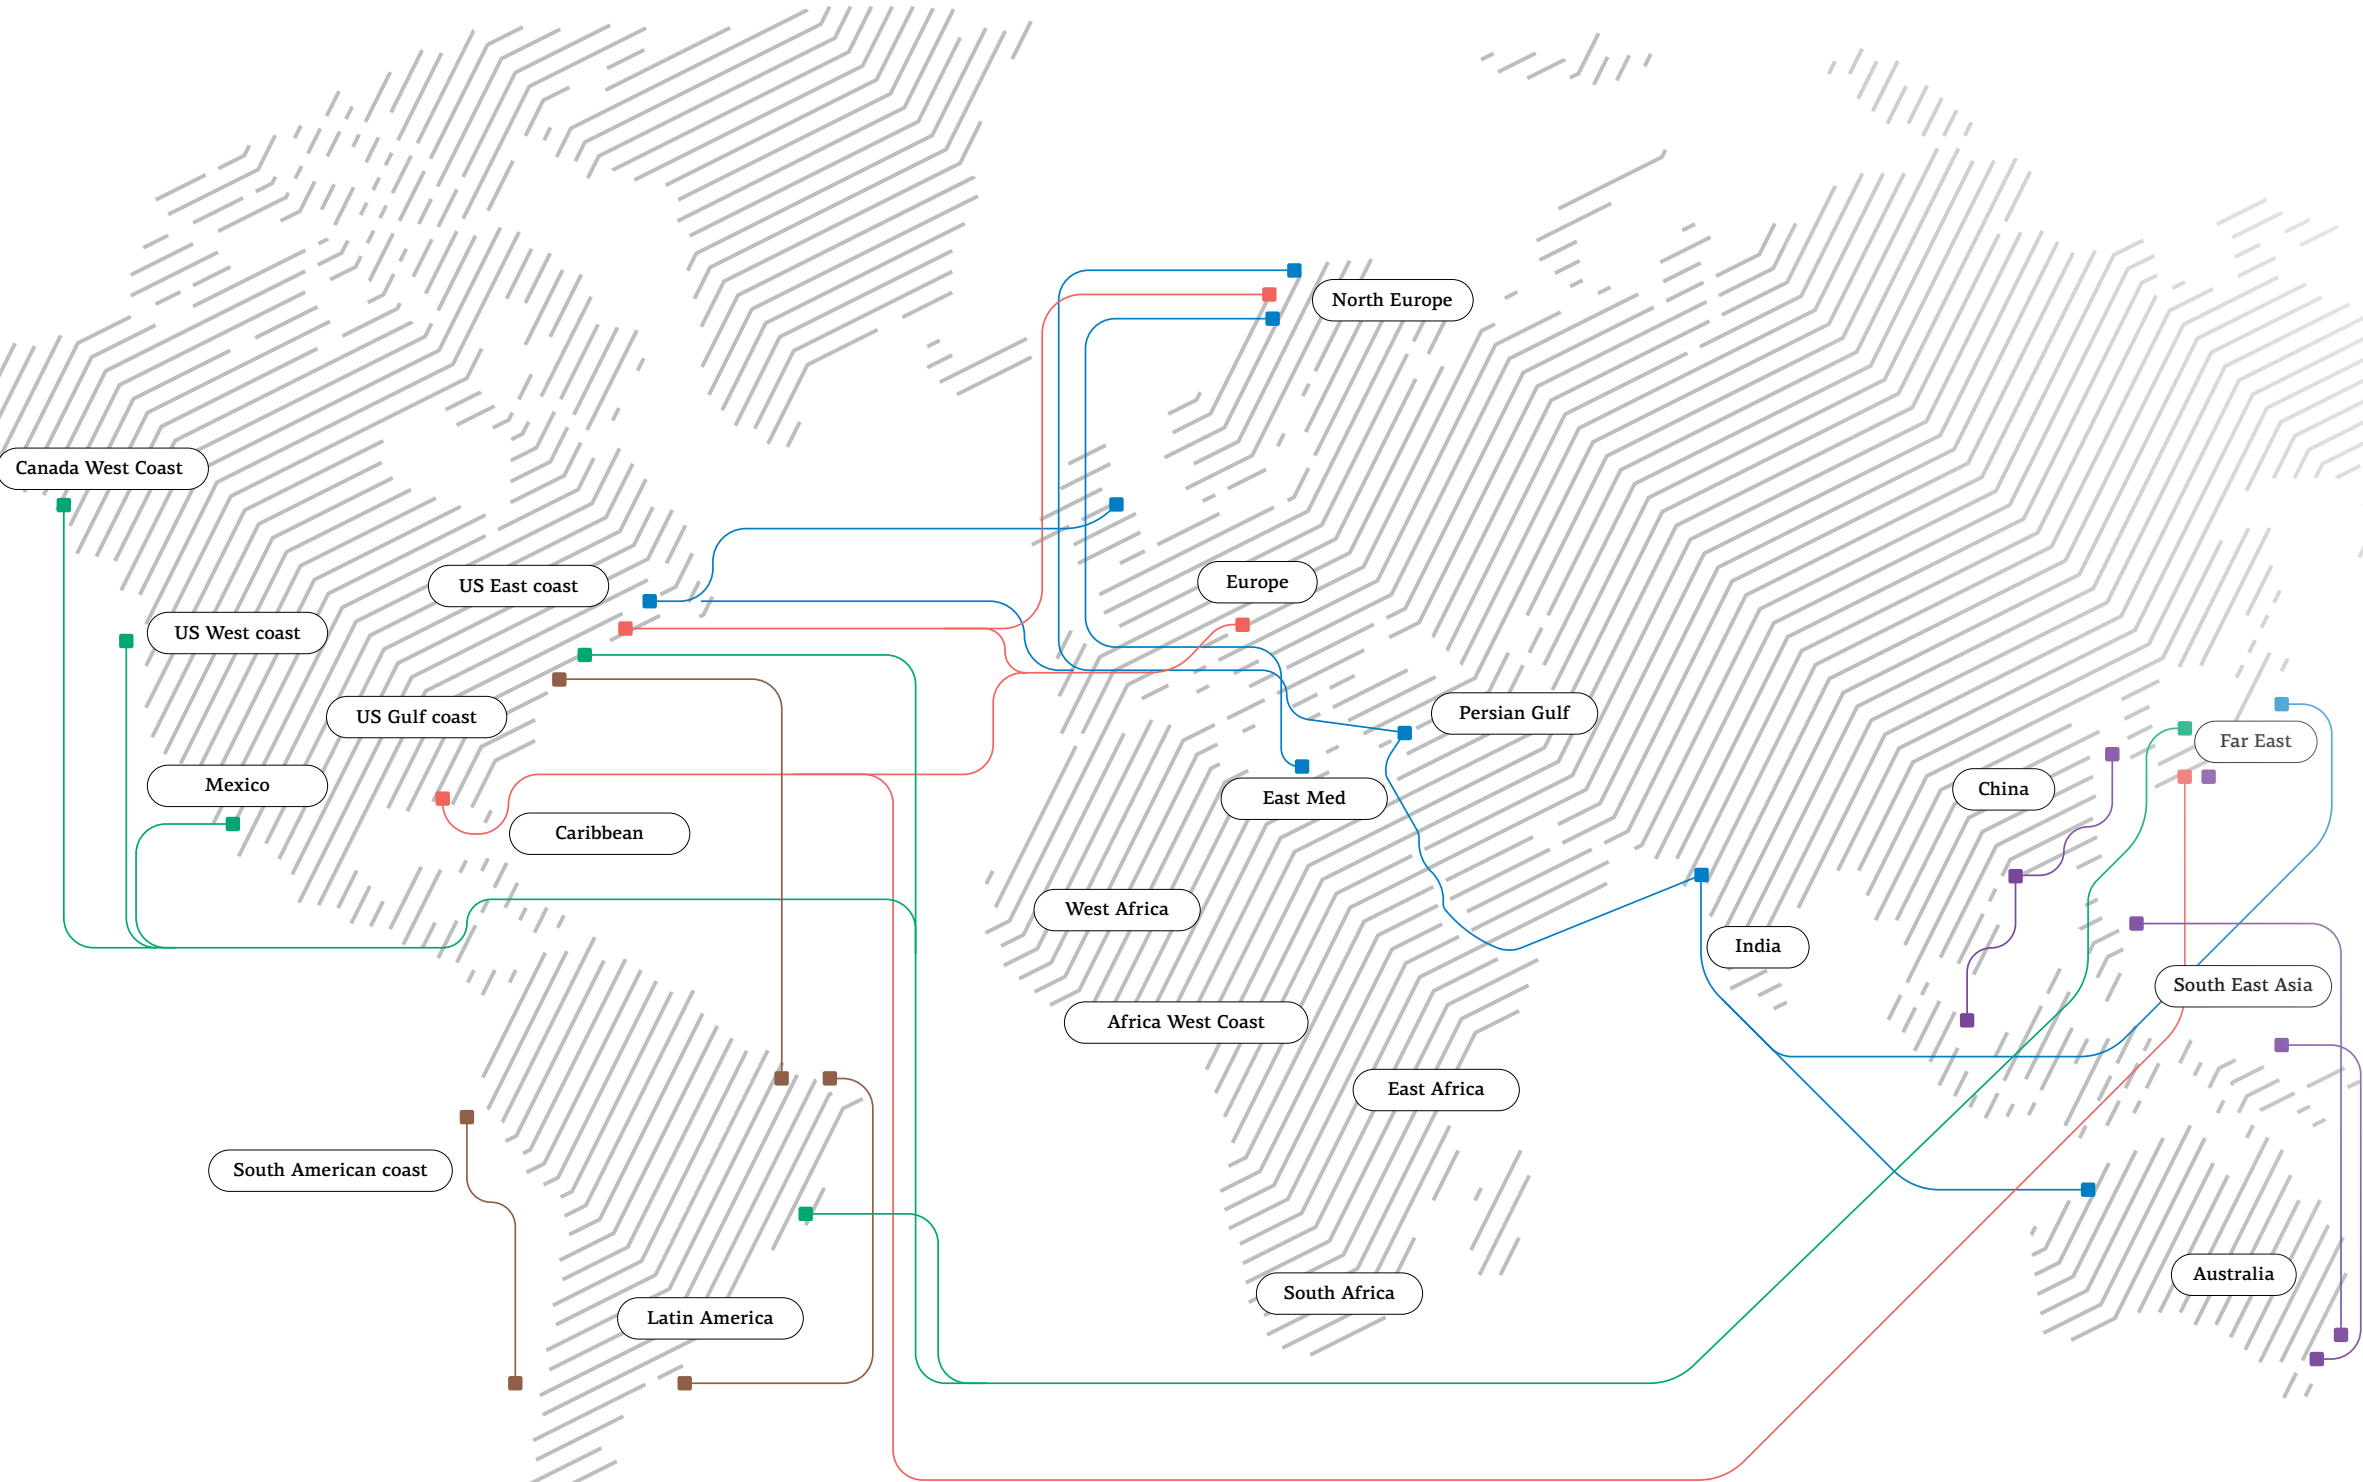 North Europe
Canada West Coast
Europe
US East coast
US West coast
Persian Gulf
US Gulf coast
Far East
Mexico
China
East Med
Caribbean
West Africa
India
South East Asia
Africa West Coast
East Africa
South American coast
Australia
South Africa
Latin America